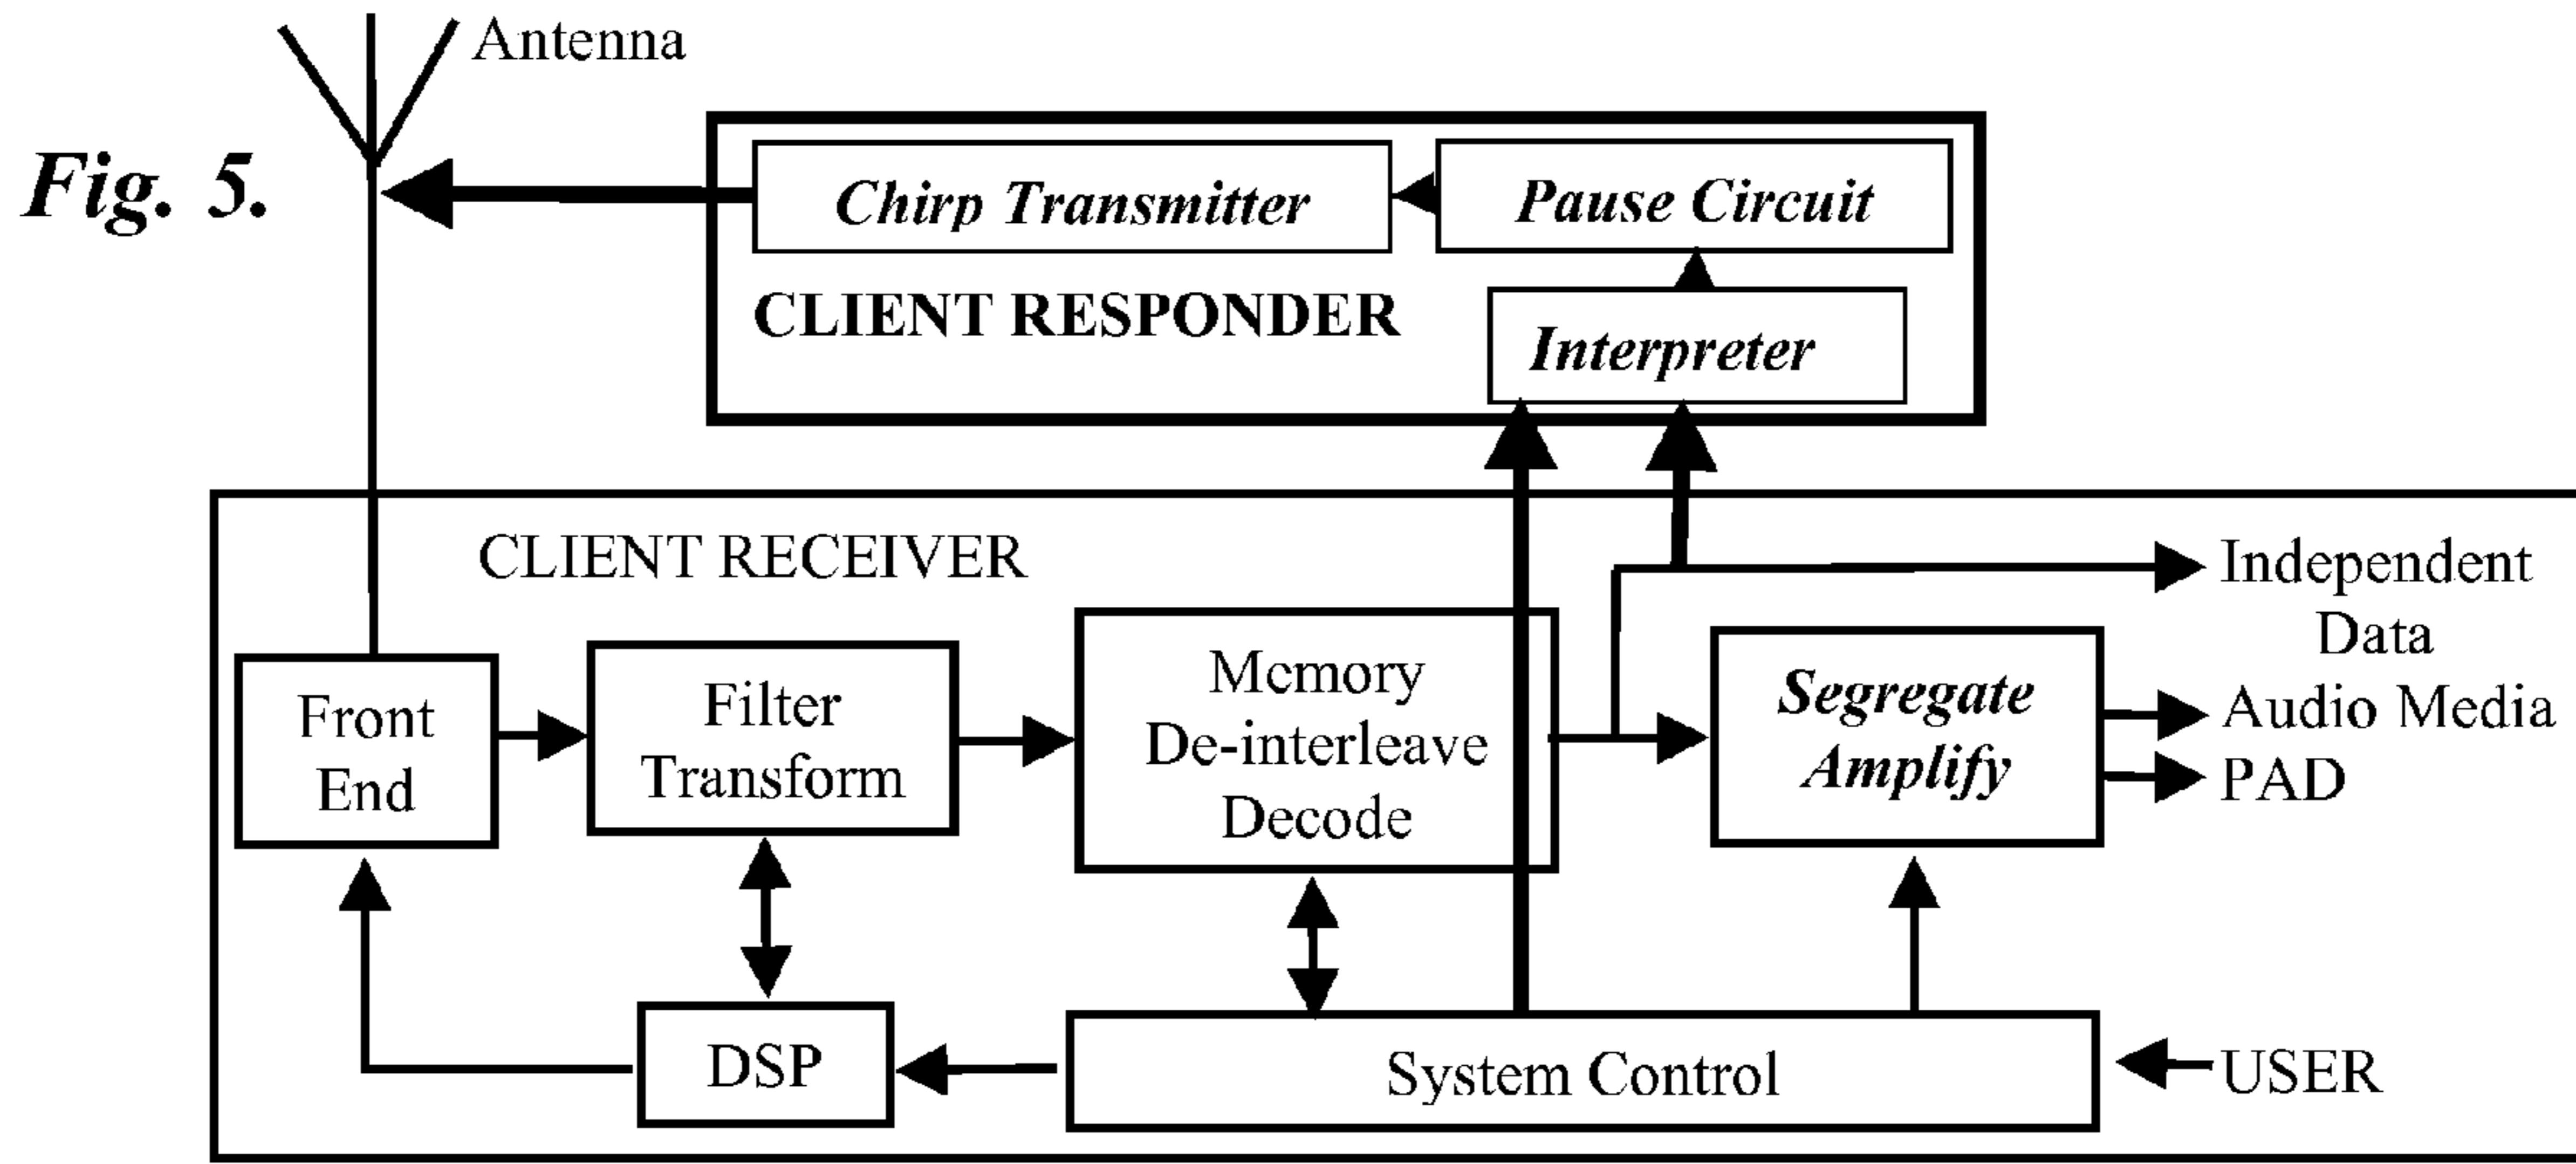 Antenna
Fig. 5.
Chirp Transmitter
Pause Circuit
CLIENT RESPONDER
Interpreter
CLIENT RECEIVER
Independent
Data
Audio Media
PAD
Front
End
Filter
Transform
Mcmory
De-interleave
Decode
Segregate
Amplify
DSP
System Control
USER